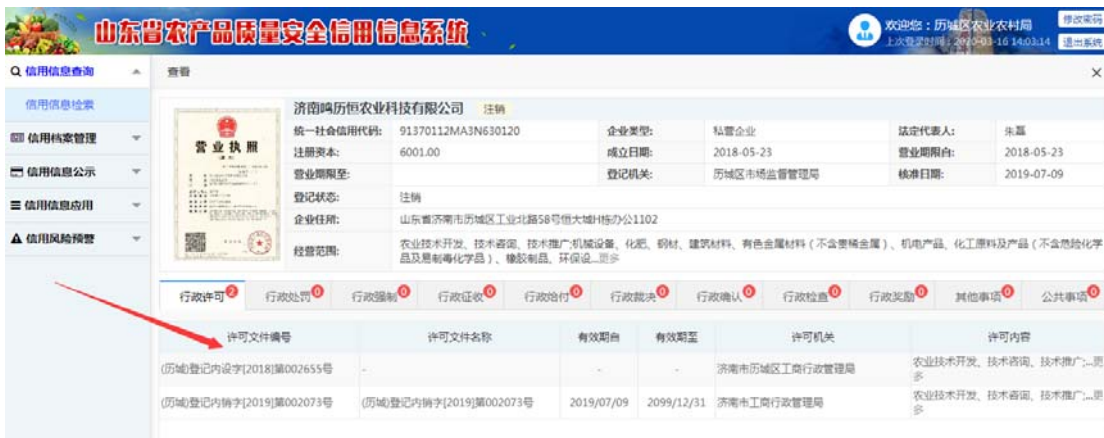 山东省农产品质量安全信用信息系统
欢迎您：历城区农业农村局
修改密码
上次登录时间：2020-03-16 14:03:14
退出系统
信用信息查询
信用信息检索
信用档案管理
信用信息公示
信用信息应用
信用风险预警
查看
营业执照
济南鸣历恒农业科技有限公司 注销
统一社会信用代码： 91370112MA3N630120 企业类型： 私营企业 法定代表人： 朱磊
注册资本： 6001.00 成立日期： 2018-05-23 营业期限自： 2018-05-23
营业期限至： 登记机关： 历城区市场监督管理局 核准日期： 2019-07-09
登记状态： 注销
企业住所： 山东省济南市历城区工业北路58号恒大城H栋办公1102
经营范围： 农业技术开发、技术咨询、技术推广;机械设备、化肥、钢材、建筑材料、有色金属材料（不含贵稀金属）、机电产品、化工原料及产品（不含危险化学
品及易制毒化学品）、橡胶制品、环保设...更多
行政许可2 行政处罚0 行政强制0 行政征收0 行政给付0 行政裁决0 行政确认0 行政检查0 行政奖励0 其他事项0 公共事项0
许可文件编号 许可文件名称 有效期自 有效期至 许可机关 许可内容
(历城)登记内设字[2018]第002655号 - - - 济南市历城区工商行政管理局 农业技术开发、技术咨询、技术推广;...更
多
(历城)登记内销字[2019]第002073号 (历城)登记内销字[2019]第002073号 2019/07/09 2099/12/31 济南市工商行政管理局 农业技术开发、技术咨询、技术推广;...更
多